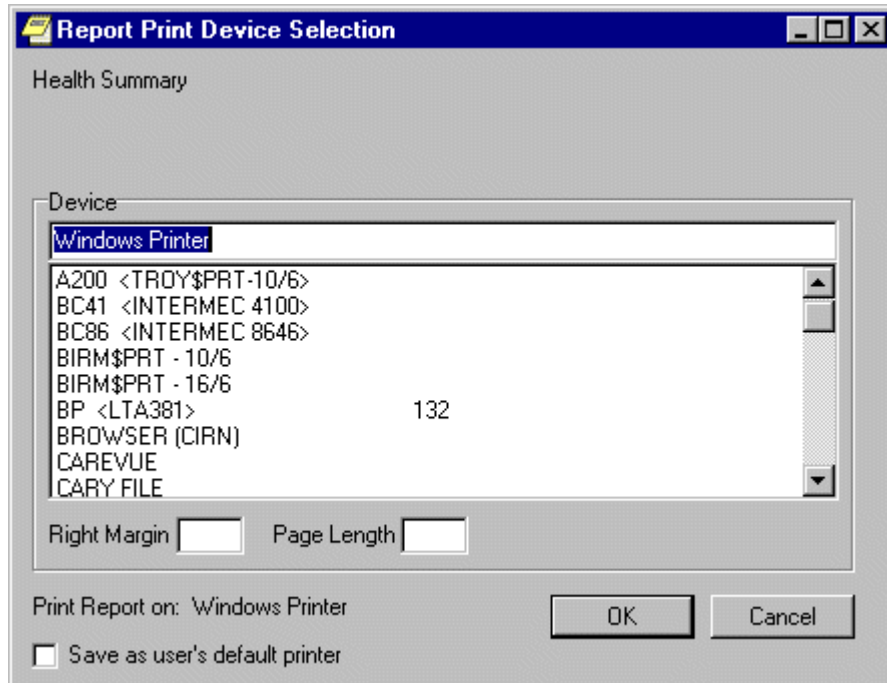 Report Print Device Selection
Health Summary
Device
Windows Printer
A200 <TROY$PRT-10/6>
BC41 <INTERMEC 4100>
BC86 <INTERMEC 8646>
BIRM$PRT - 10/6
BIRM$PRT - 16/6
BP <LTA381> 132
BROWSER (CIRN)
CAREVUE
CARY FILE
Right Margin Page Length
Print Report on: Windows Printer
OK Cancel
Save as user's default printer